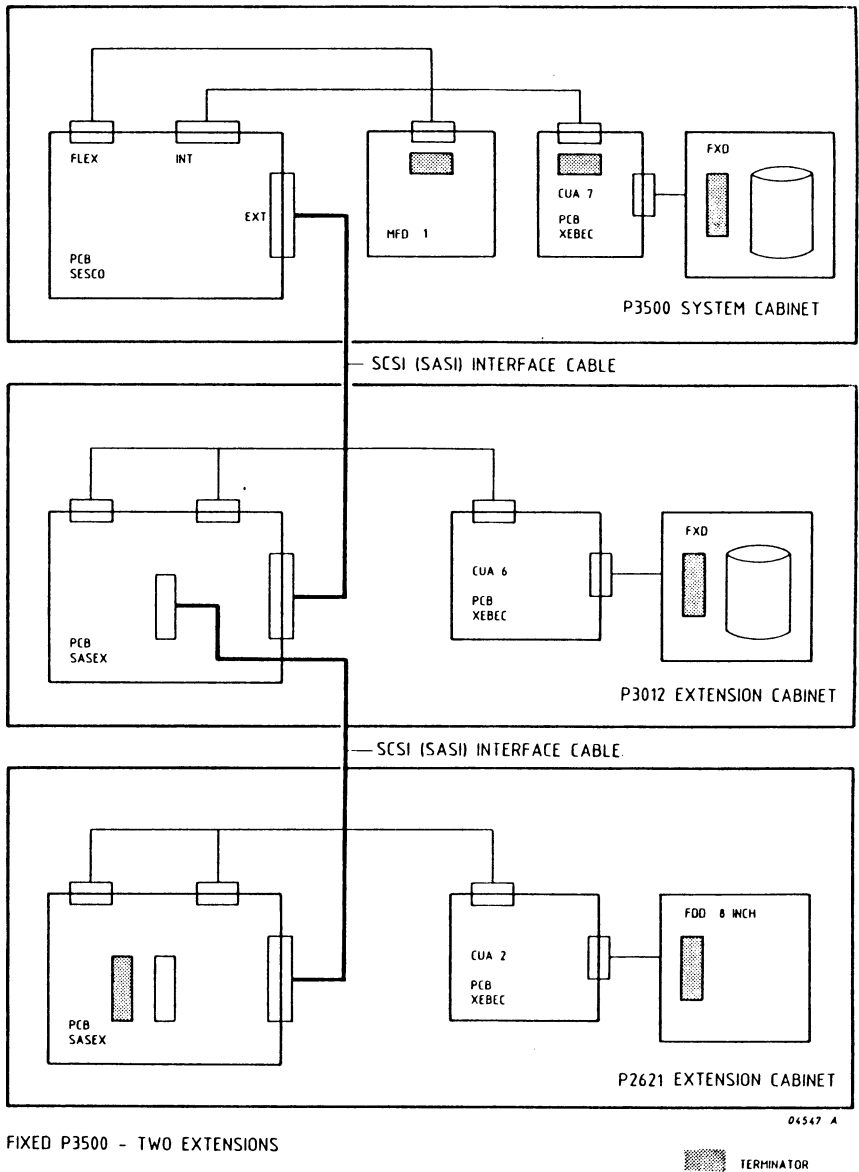 FLEX
INT
EXT
PCB
SESCO
MFD 1
CUA 7
PCB
XEBEC
FXD
P3500 SYSTEM CABINET
SCSI (SASI) INTERFACE CABLE
PCB
SASEX
CUA 6
PCB
XEBEC
FXD
P3012 EXTENSION CABINET
SCSI (SASI) INTERFACE CABLE.
PCB
SASEX
CUA 2
PCB
XEBEC
FDD 8 INCH
P2621 EXTENSION CABINET
04547 A
FIXED P3500 - TWO EXTENSIONS
TERMINATOR